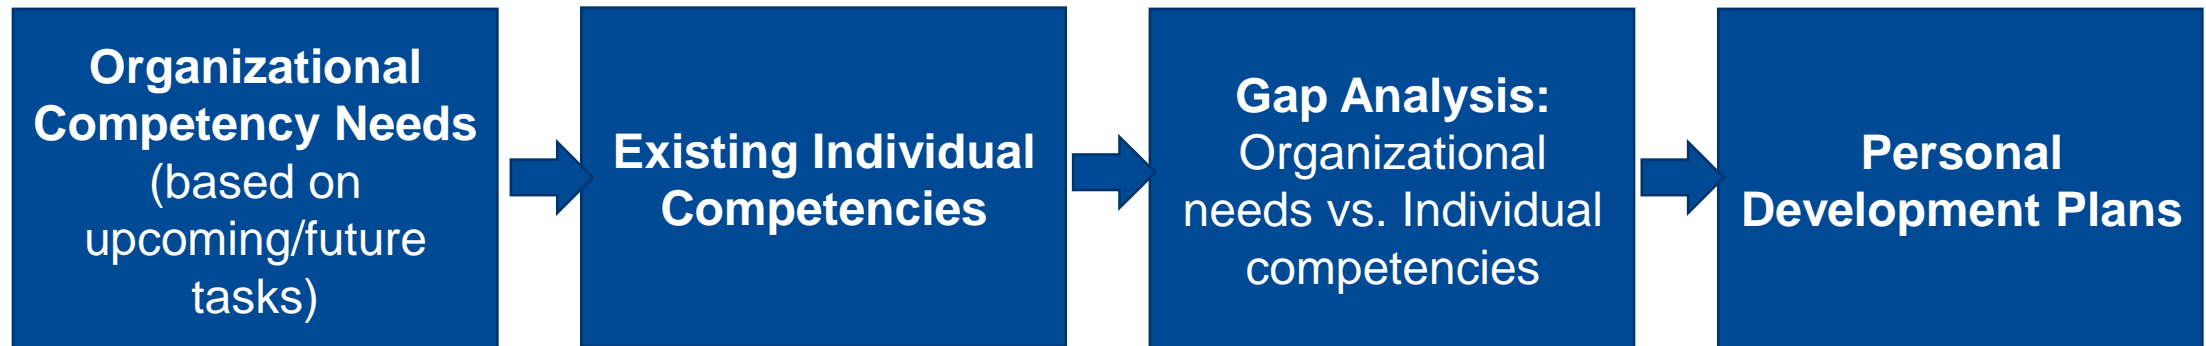 Organizational
Competency Needs
(based on
upcoming/future
tasks)
Existing Individual
Competencies
Gap Analysis:
Organizational
needs vs. Individual
competencies
Personal
Development Plans